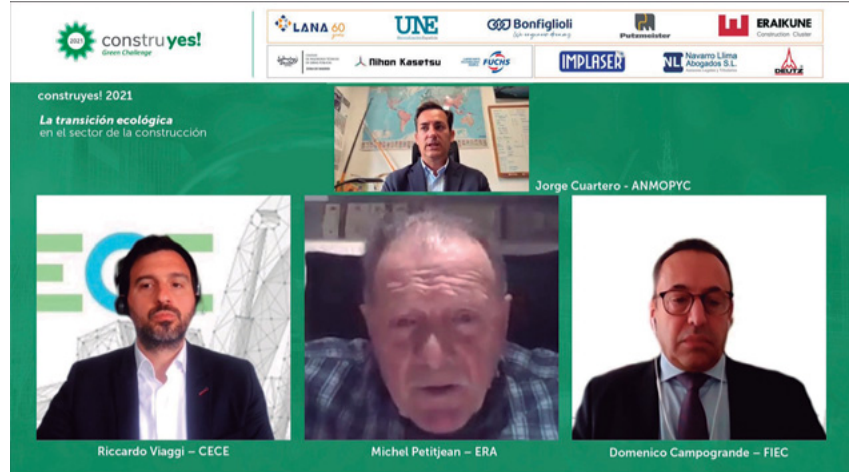 2021
construyes!
Green Challenge
LANA 60
UNE
Bonfiglioli
Putzmeister
ERAIKUNE
Construction Cluster
Nihon Kasetsu
FUCHS
IMPLASER
NLL
Navarro Llima
Abogados S.L.
DEUTZ
construyes! 2021
La transición ecológica
en el sector de la construcción
Jorge Cuartero - ANMOPYC
ECE
Riccardo Viaggi – CECE
Michel Petitjean – ERA
Domenico Campogrande – FIEC